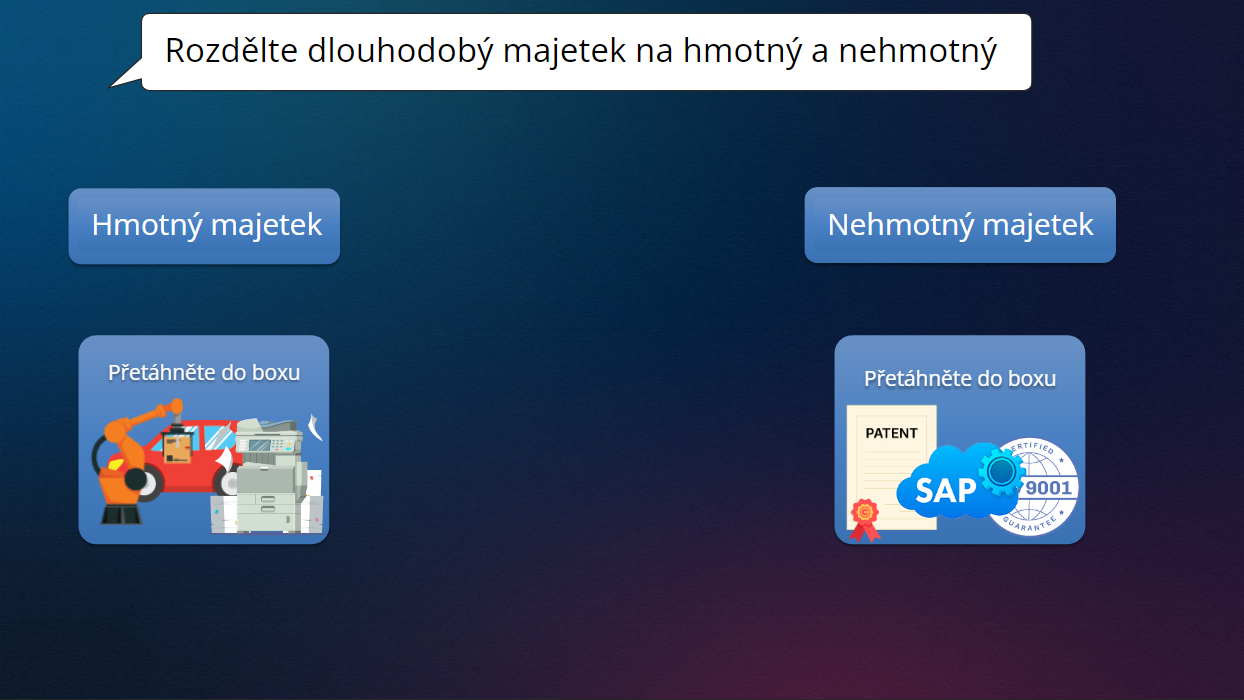 Rozdělte dlouhodobý majetek na hmotný a nehmotný
Hmotný majetek
Nehmotný majetek
Přetáhněte do boxu
Přetáhněte do boxu
PATENT
SAP
9001
GUARANTEE